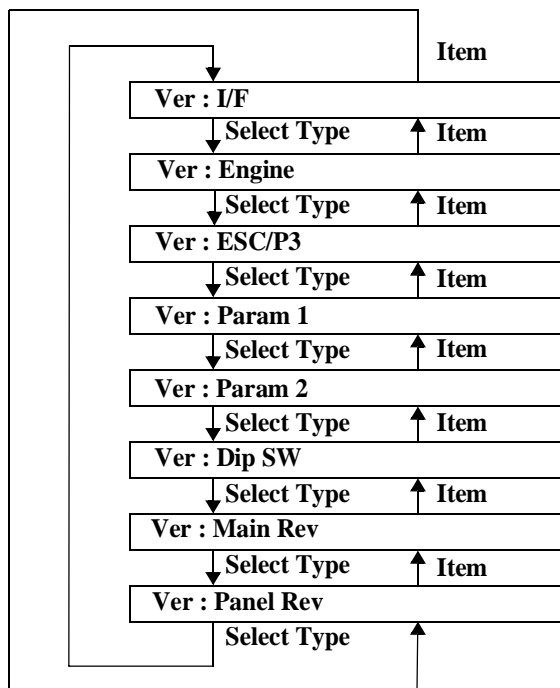 Item
Ver : I/F
Select Type Item
Ver : Engine
Select Type Item
Ver : ESC/P3
Select Type Item
Ver : Param 1
Select Type Item
Ver : Param 2
Select Type Item
Ver : Dip SW
Select Type Item
Ver : Main Rev
Select Type Item
Ver : Panel Rev
Select Type